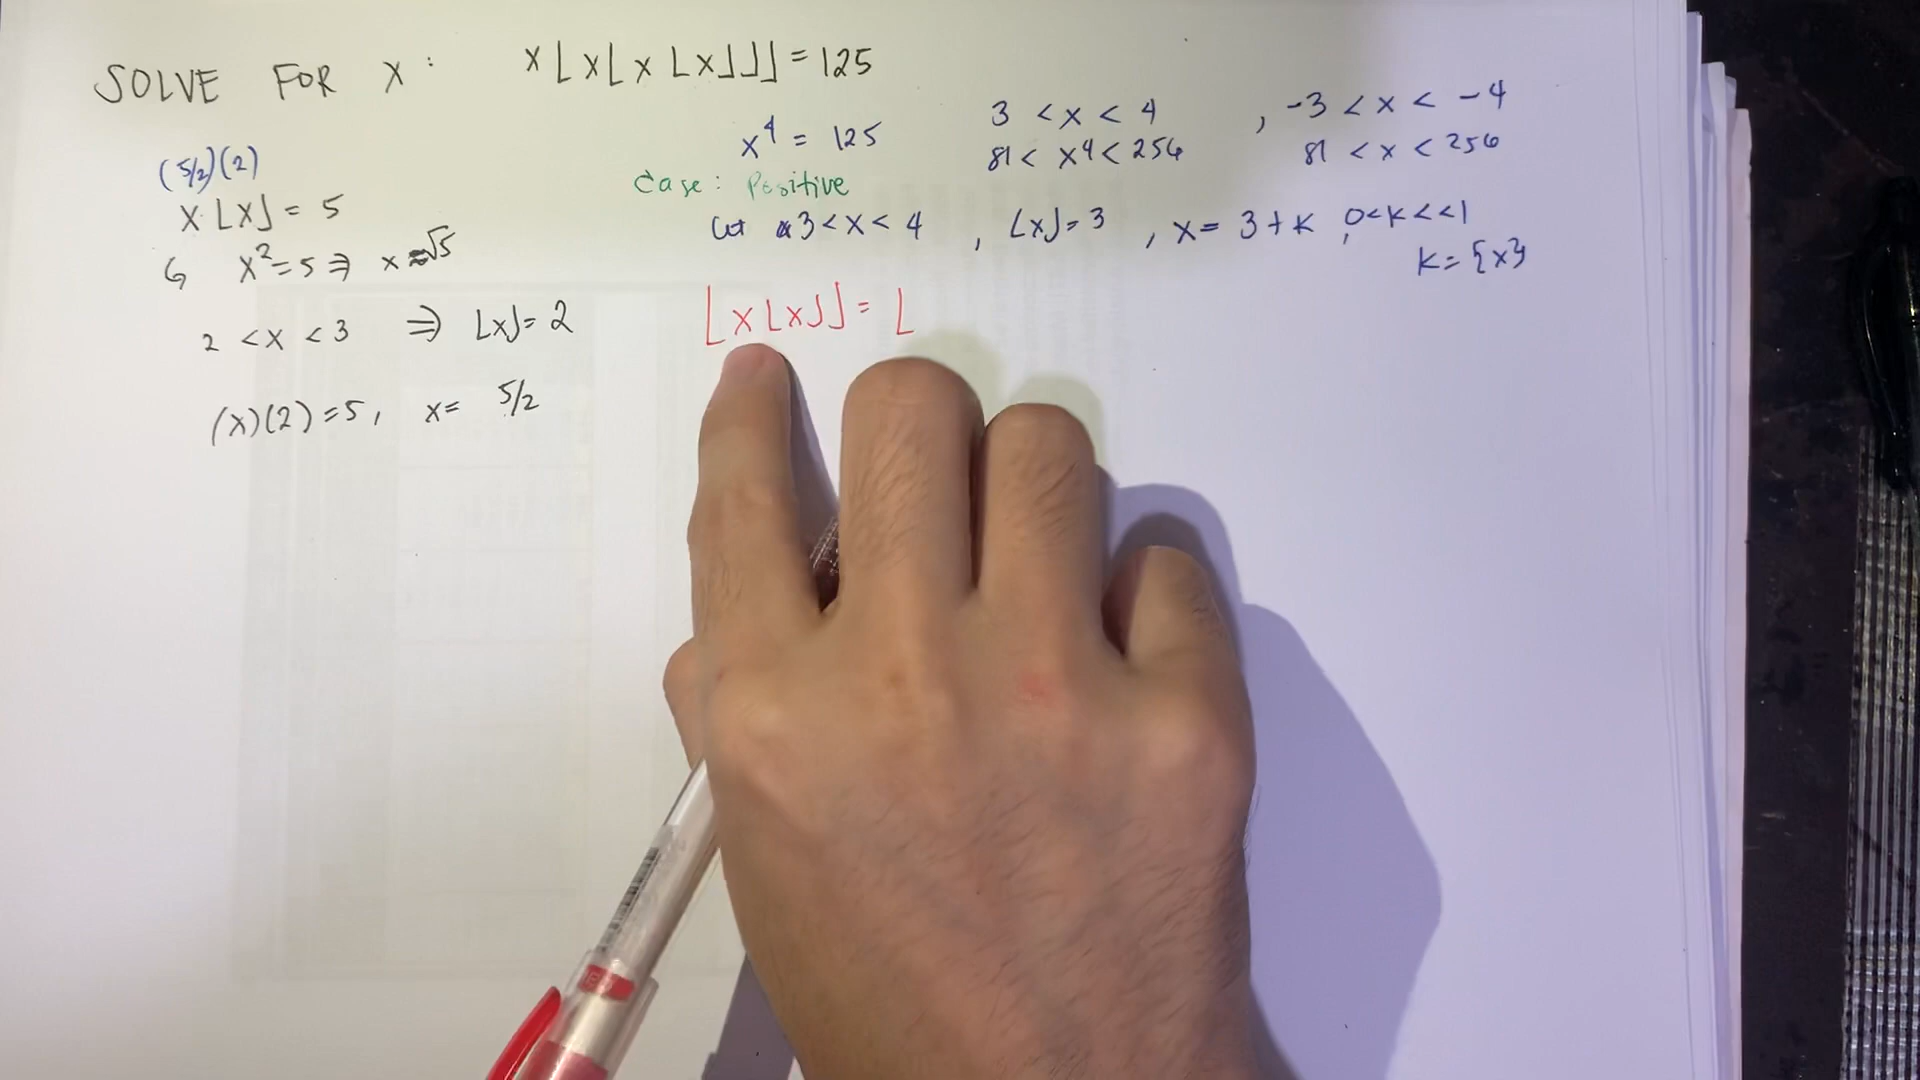 SOLVE FOR x : x⌊x⌊x⌊x⌋⌋⌋ = 125
(5/2)(2)
x·⌊x⌋ = 5
x² = 5 ⇒ x = √5
2 < x < 3 ⇒ ⌊x⌋ = 2
(x)(2) = 5, x = 5/2
x⁴ = 125
3 < x < 4 , -3 < x < -4
81 < x⁴ < 256 81 < x < 256
Case: Positive
Let 3 < x < 4 , ⌊x⌋ = 3 , x = 3 + k , 0 < k < < 1
k = {x}
⌊x⌊x⌋⌋ = ⌊